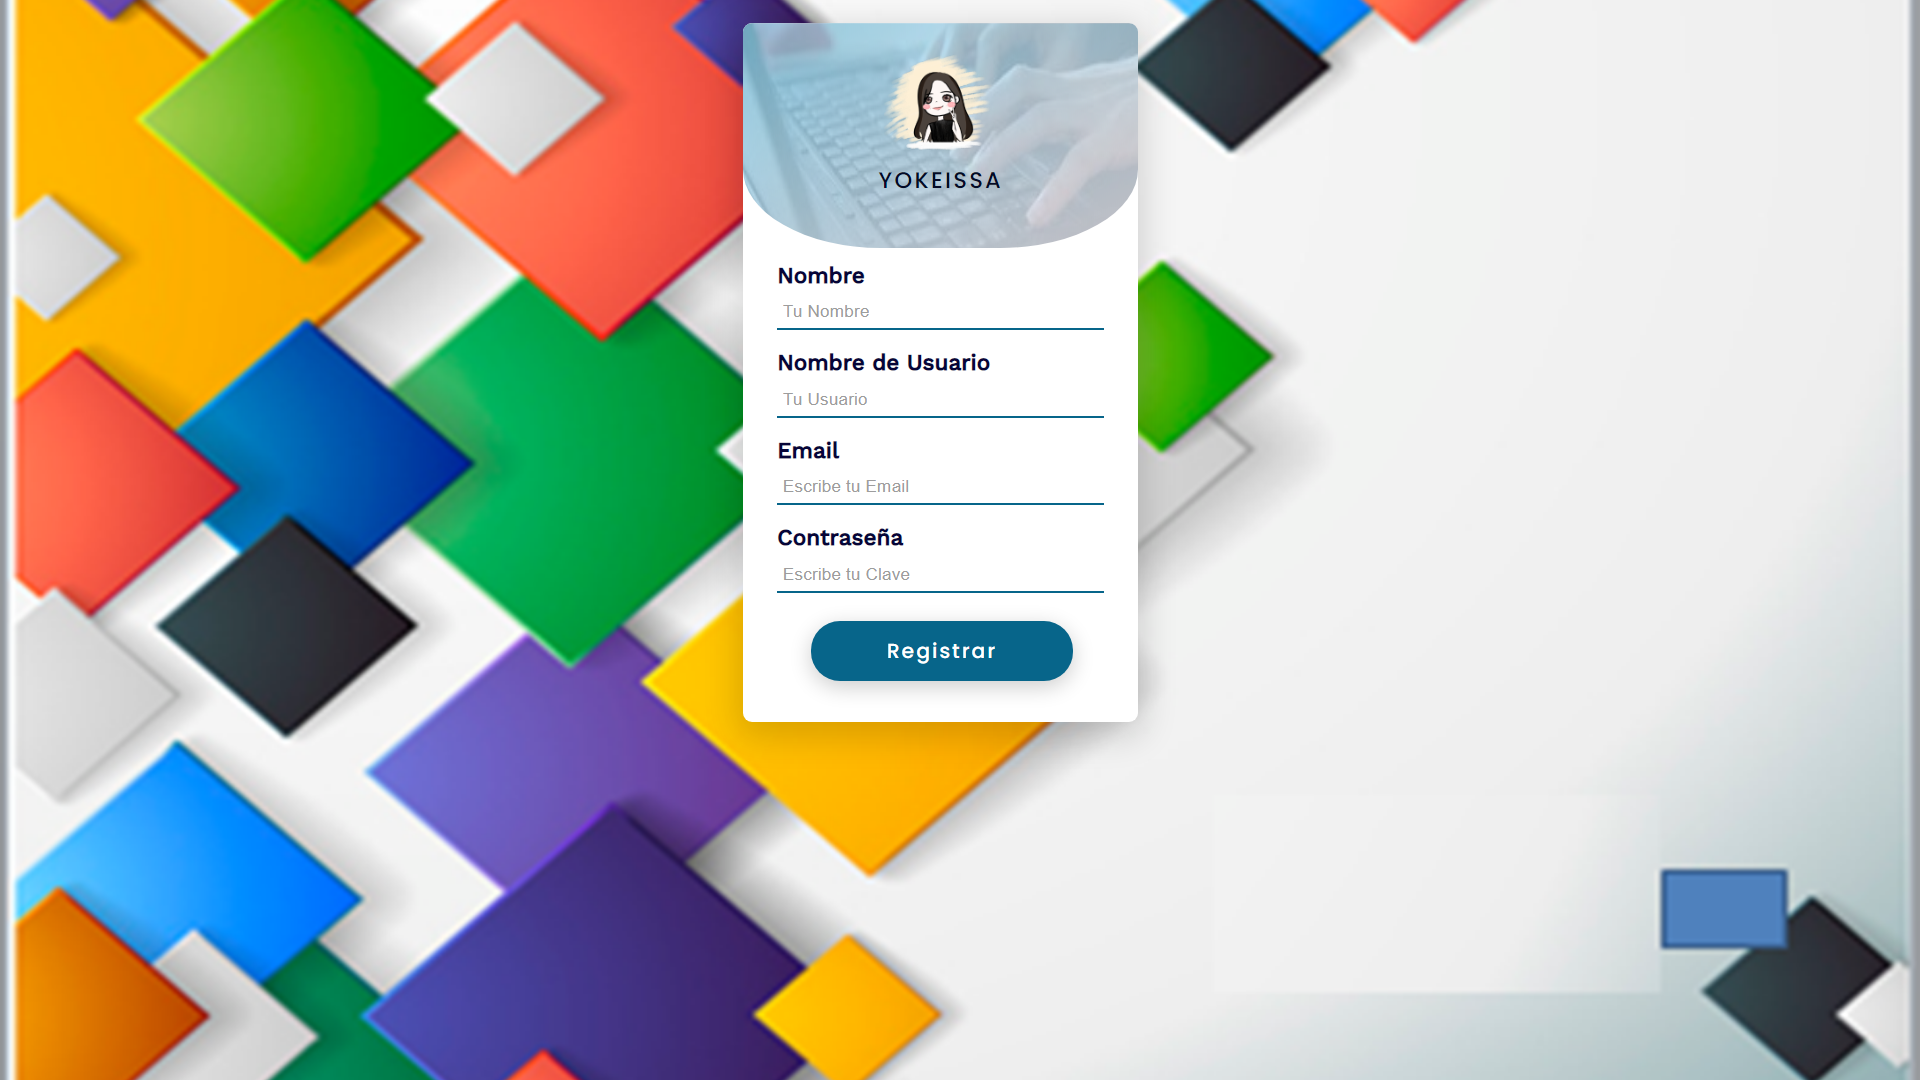 YOKEISSA
Nombre
Tu Nombre
Nombre de Usuario
Tu Usuario
Email
Escribe tu Email
Contraseña
Escribe tu Clave
Registrar